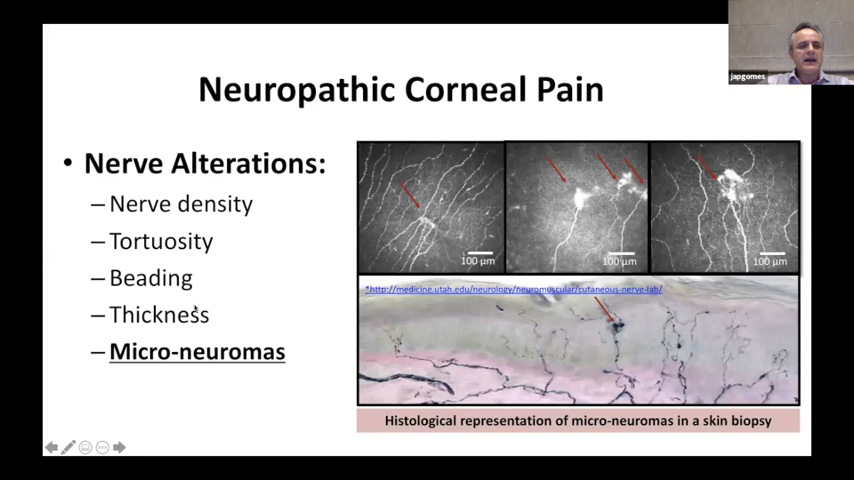 japgomes
Neuropathic Corneal Pain
• Nerve Alterations:
–Nerve density
–Tortuosity
–Beading
–Thickness
–Micro-neuromas
100 µm
100 µm
100 µm
*http://medicine.utah.edu/neurology/neuromuscular/cutaneous-nerve-lab/
Histological representation of micro-neuromas in a skin biopsy